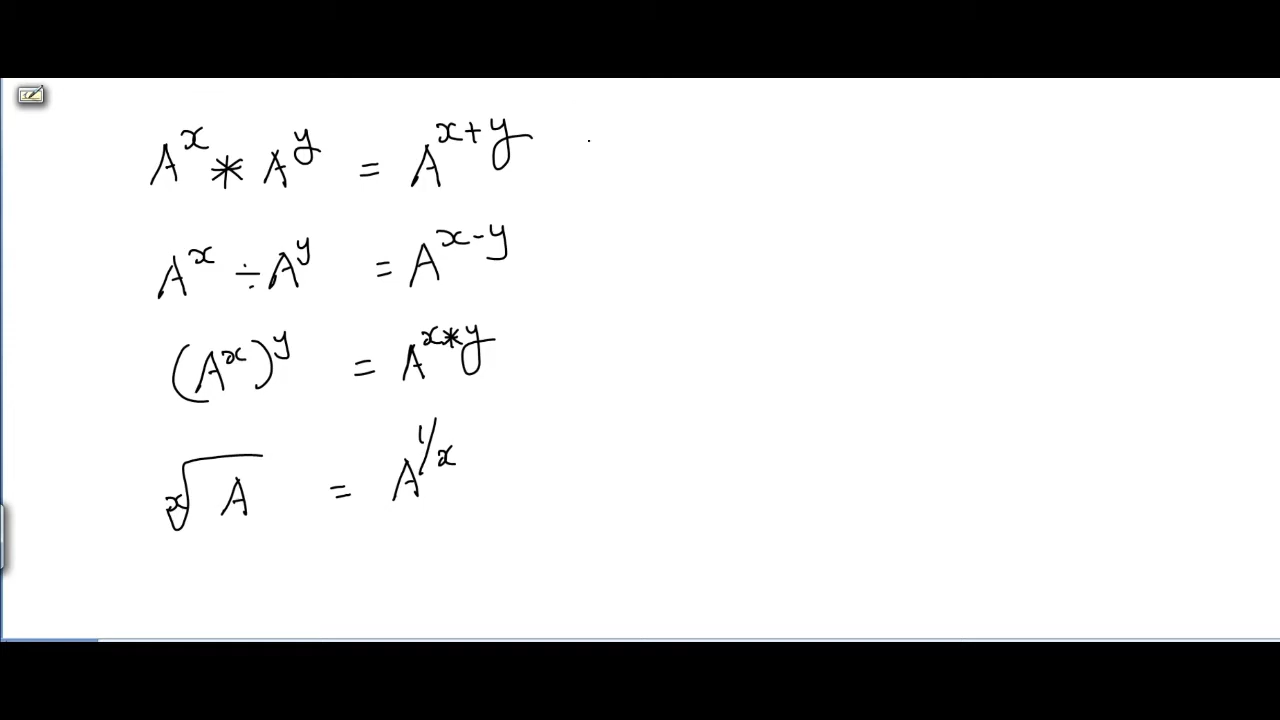 A^x * A^y = A^{x+y}
A^x ÷ A^y = A^{x-y}
(A^x)^y = A^{x*y}
ˣ√A = A^{1/x}